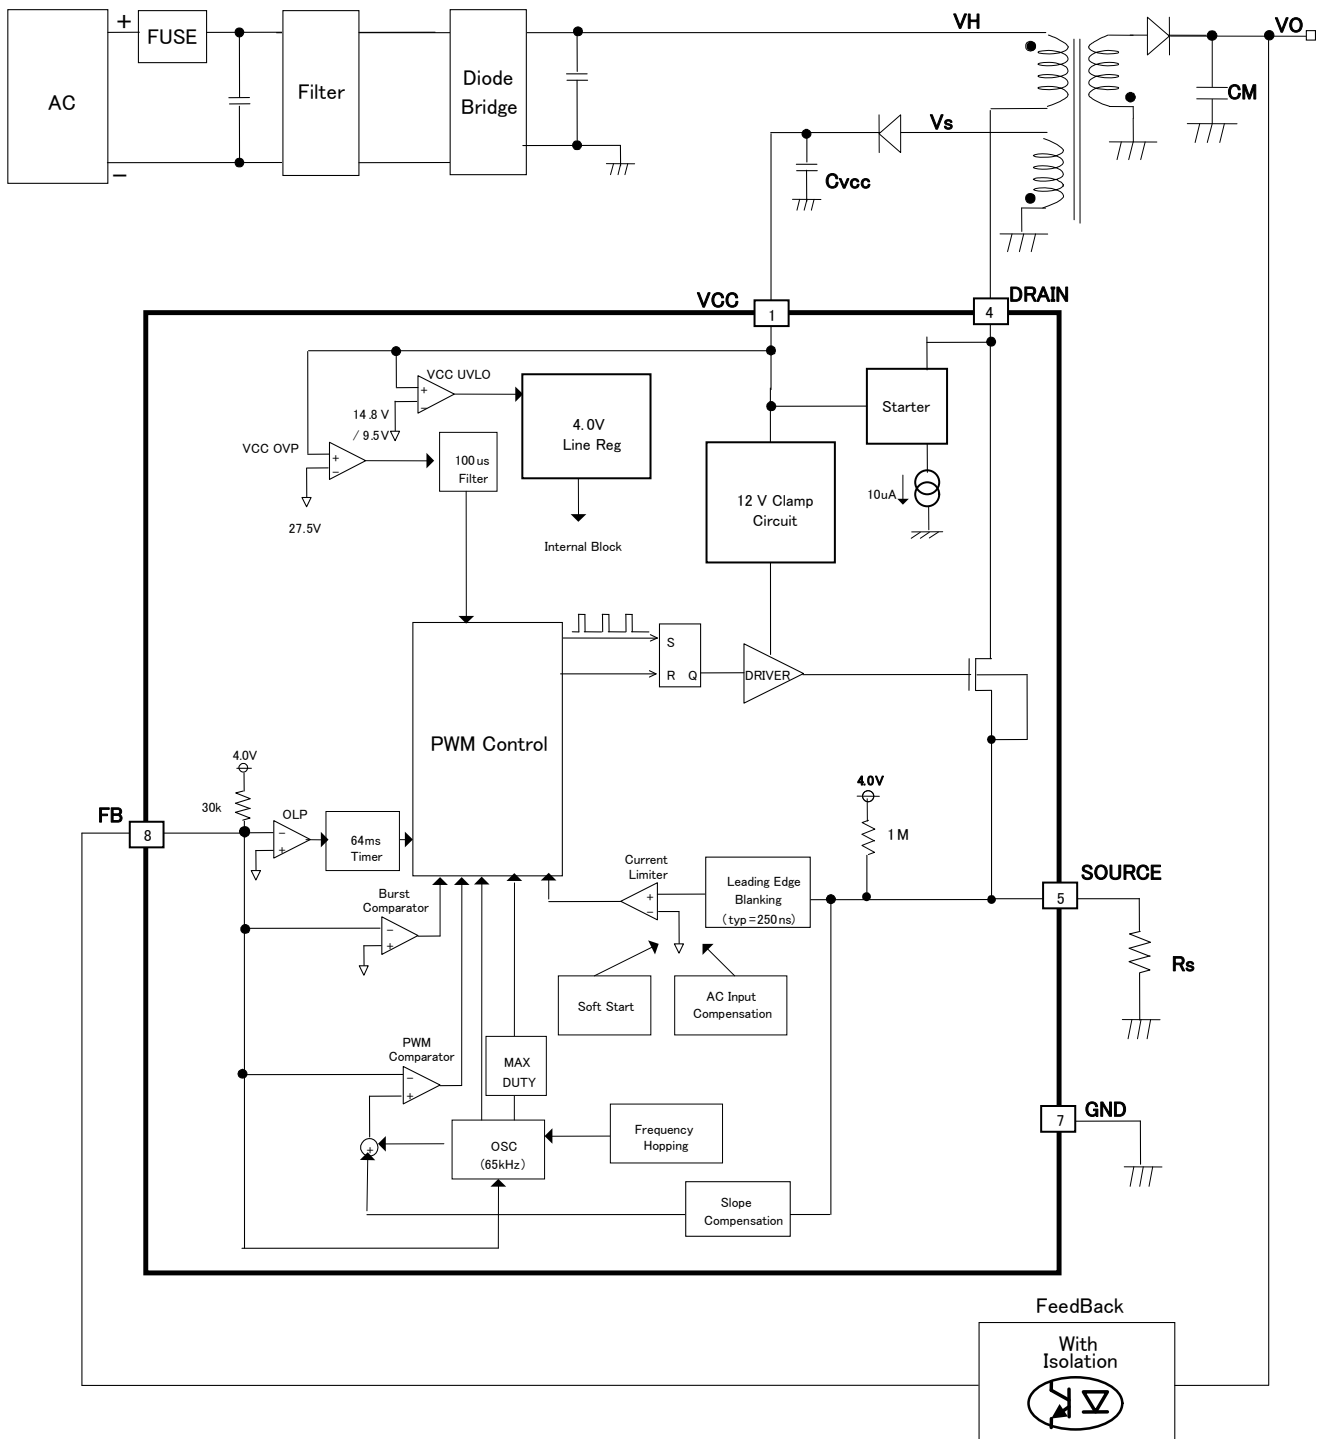 +
FUSE
AC
Filter
Diode
Bridge
−
VH
VO
CM
Vs
Cvcc
VCC
1
4
DRAIN
VCC UVLO
+
−
14.8 V
/ 9.5V
4.0V
Line Reg
Starter
VCC OVP
+
−
100us
Filter
27.5V
Internal Block
12 V Clamp
Circuit
10uA
S
R Q
DRIVER
PWM Control
4.0V
30k
FB
8
OLP
−
+
64ms
Timer
4.0V
1 M
Burst
Comparator
−
+
Current
Limiter
+
−
Leading Edge
Blanking
(typ=250ns)
SOURCE
5
Rs
Soft Start
AC Input
Compensation
PWM
Comparator
−
+
MAX
DUTY
+
OSC
(65kHz)
Frequency
Hopping
7
GND
Slope
Compensation
FeedBack
With
Isolation